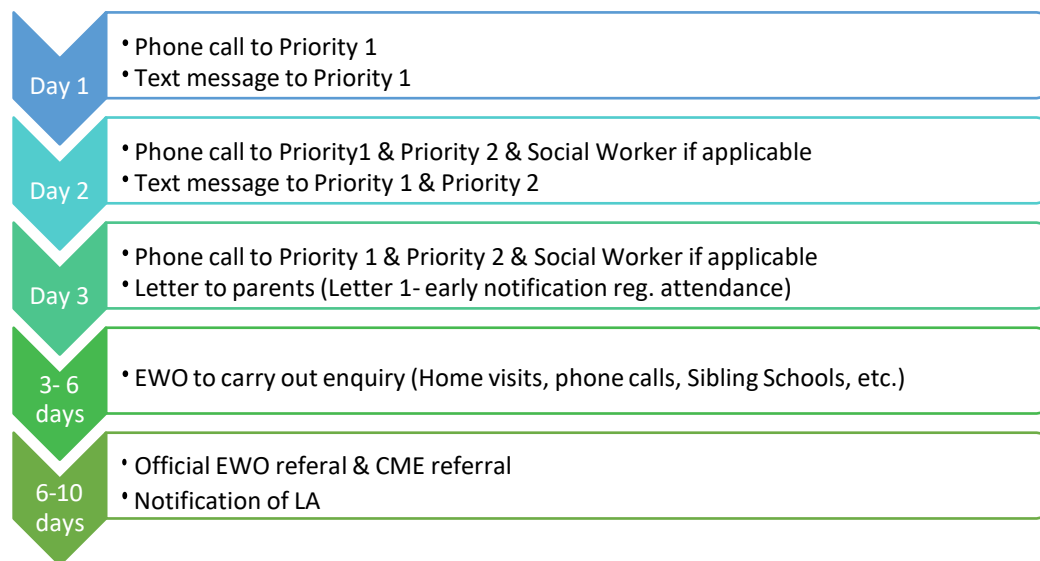 Day 1
• Phone call to Priority 1
• Text message to Priority 1
Day 2
• Phone call to Priority1 & Priority 2 & Social Worker if applicable
• Text message to Priority 1 & Priority 2
Day 3
• Phone call to Priority 1 & Priority 2 & Social Worker if applicable
• Letter to parents (Letter 1- early notification reg. attendance)
3- 6
days
• EWO to carry out enquiry (Home visits, phone calls, Sibling Schools, etc.)
6-10
days
• Official EWO referal & CME referral
• Notification of LA